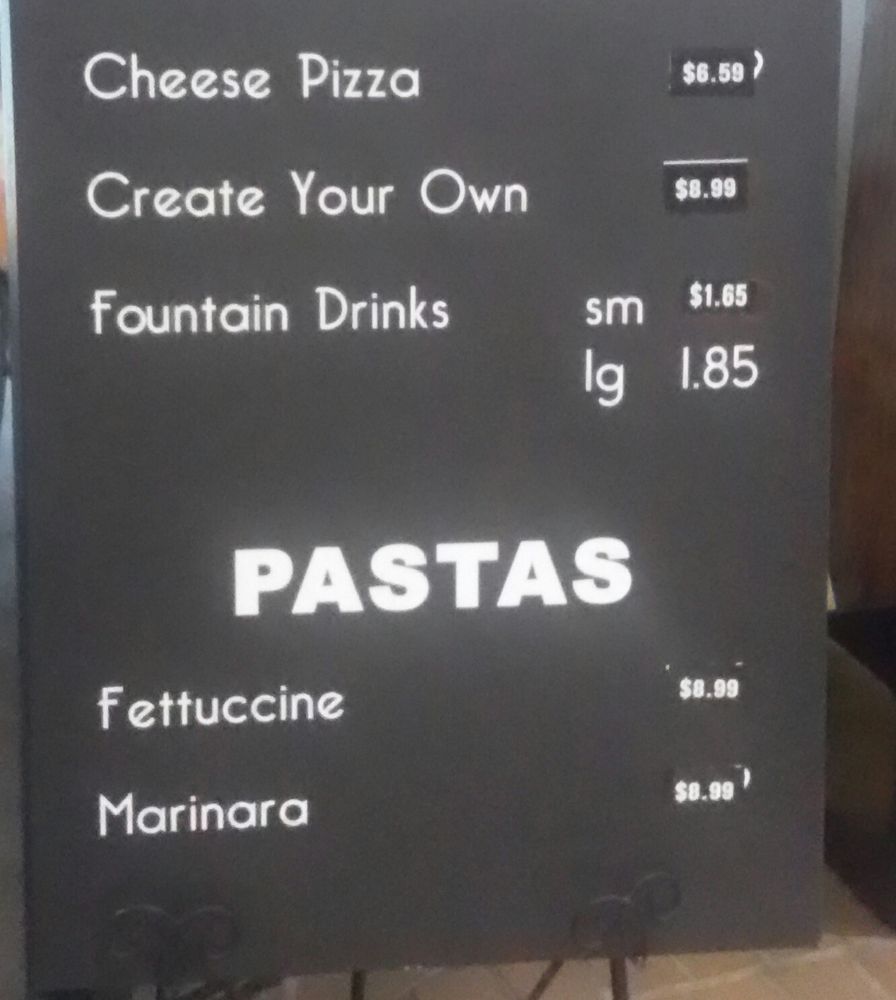 Cheese Pizza $6.59
Create Your Own $8.99
Fountain Drinks sm $1.65
lg 1.85
PASTAS
Fettuccine $8.99
Marinara $8.99